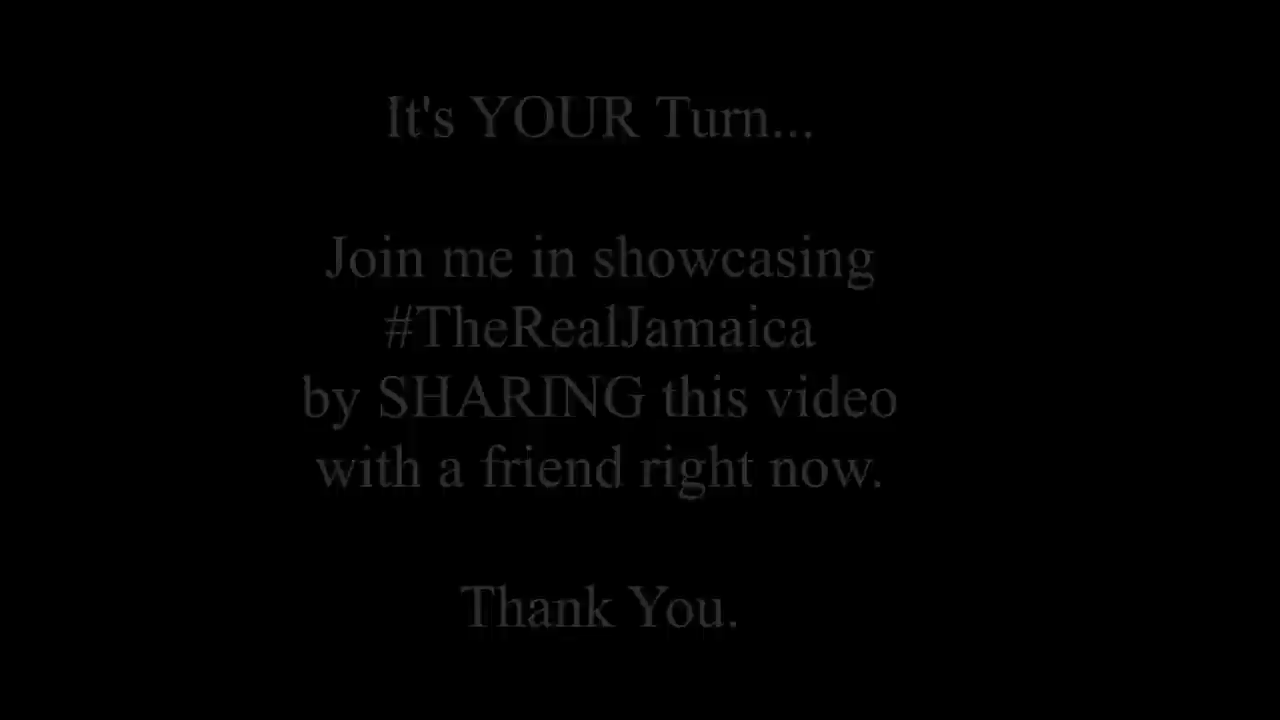 It's YOUR Turn...
Join me in showcasing
#TheRealJamaica
by SHARING this video
with a friend right now.
Thank You.